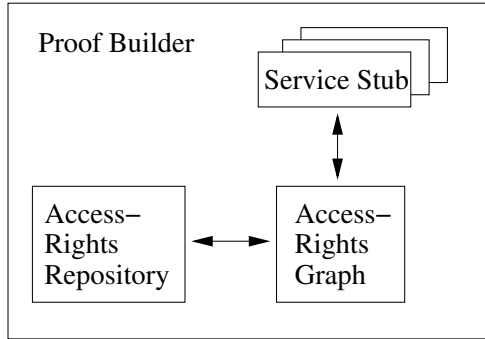 Proof Builder
Service Stub
Access−
Rights
Repository
Access−
Rights
Graph